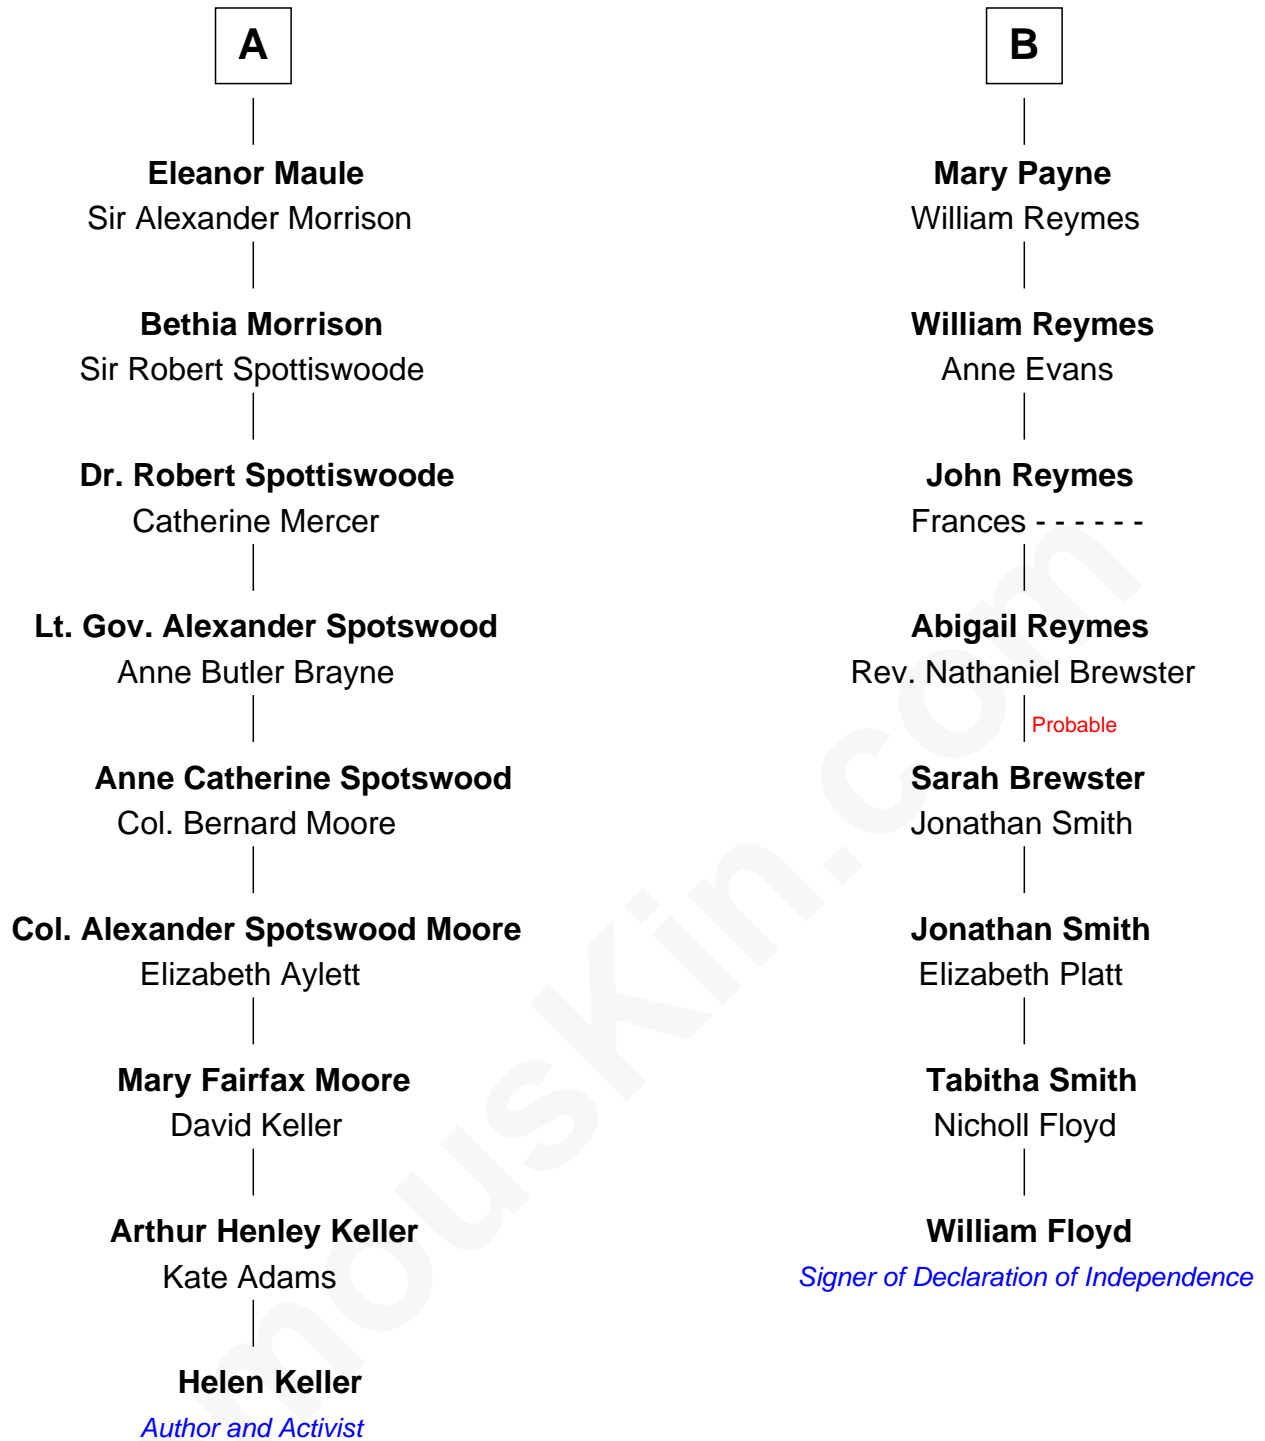 A
Eleanor Maule
Sir Alexander Morrison
Bethia Morrison
Sir Robert Spottiswoode
Dr. Robert Spottiswoode
Catherine Mercer
Lt. Gov. Alexander Spotswood
Anne Butler Brayne
Anne Catherine Spotswood
Col. Bernard Moore
Col. Alexander Spotswood Moore
Elizabeth Aylett
Mary Fairfax Moore
David Keller
Arthur Henley Keller
Kate Adams
Helen Keller
Author and Activist
B
Mary Payne
William Reymes
William Reymes
Anne Evans
John Reymes
Frances - - - - - -
Abigail Reymes
Rev. Nathaniel Brewster
Probable
Sarah Brewster
Jonathan Smith
Jonathan Smith
Elizabeth Platt
Tabitha Smith
Nicholl Floyd
William Floyd
Signer of Declaration of Independence
mousKin.com